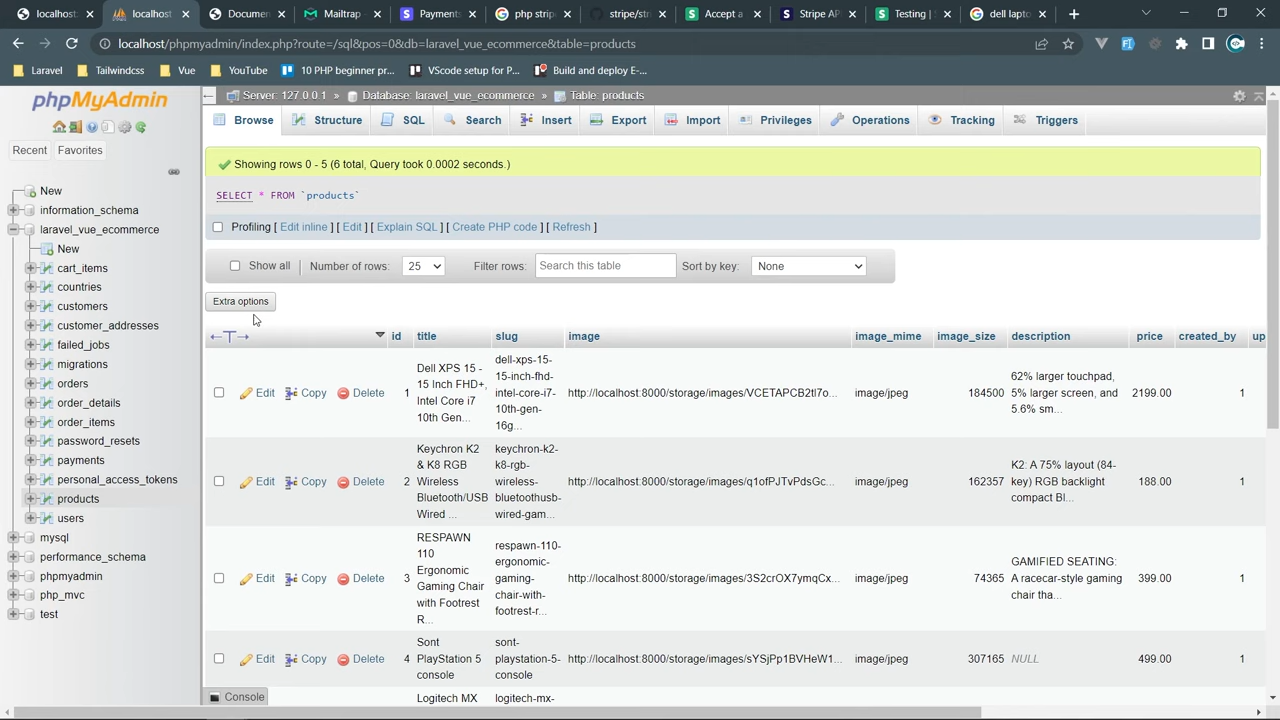 localhost
localhost
Document
Mailtrap
Payments
php stri
stripe/str
Accept a
Stripe API
Testing | S
dell lapto
localhost/phpmyadmin/index.php?route=/sql&pos=0&db=laravel_vue_ecommerce&table=products
Laravel
Tailwindcss
Vue
YouTube
10 PHP beginner pr...
VScode setup for P...
Build and deploy E-...
phpMyAdmin
Recent
Favorites
New
information_schema
laravel_vue_ecommerce
New
cart_items
countries
customers
customer_addresses
failed_jobs
migrations
orders
order_details
order_items
password_resets
payments
personal_access_tokens
products
users
mysql
performance_schema
phpmyadmin
php_mvc
test
Server: 127.0.0.1 » Database: laravel_vue_ecommerce » Table: products
Browse
Structure
SQL
Search
Insert
Export
Import
Privileges
Operations
Tracking
Triggers
Showing rows 0 - 5 (6 total, Query took 0.0002 seconds.)
SELECT * FROM `products`
Profiling [ Edit inline ] [ Edit ] [ Explain SQL ] [ Create PHP code ] [ Refresh ]
Show all
Number of rows:
25
Filter rows:
Search this table
Sort by key:
None
Extra options
←T→
id
title
slug
image
image_mime
image_size
description
price
created_by
up
Edit
Copy
Delete
1
Dell XPS 15 -
15 Inch FHD+,
Intel Core i7
10th Gen...
dell-xps-15-
15-inch-fhd-
intel-core-i7-
10th-gen-
16g...
http://localhost:8000/storage/images/VCETAPCB2tl7o...
image/jpeg
184500
62% larger touchpad,
5% larger screen, and
5.6% sm...
2199.00
1
Edit
Copy
Delete
2
Keychron K2
& K8 RGB
Wireless
Bluetooth/USB
Wired ...
keychron-k2-
k8-rgb-
wireless-
bluetoothusb-
wired-gam...
http://localhost:8000/storage/images/q1ofPJTvPdsGc...
image/jpeg
162357
K2: A 75% layout (84-
key) RGB backlight
compact Bl...
188.00
1
Edit
Copy
Delete
3
RESPAWN
110
Ergonomic
Gaming Chair
with Footrest
R...
respawn-110-
ergonomic-
gaming-
chair-with-
footrest-r...
http://localhost:8000/storage/images/3S2crOX7ymqCx...
image/jpeg
74365
GAMIFIED SEATING:
A racecar-style gaming
chair tha...
399.00
1
Edit
Copy
Delete
4
Sont
PlayStation 5
console
sont-
playstation-5-
console
http://localhost:8000/storage/images/sYSjPp1BVHeW1...
image/jpeg
307165
NULL
499.00
1
Logitech MX
logitech-mx-
Console